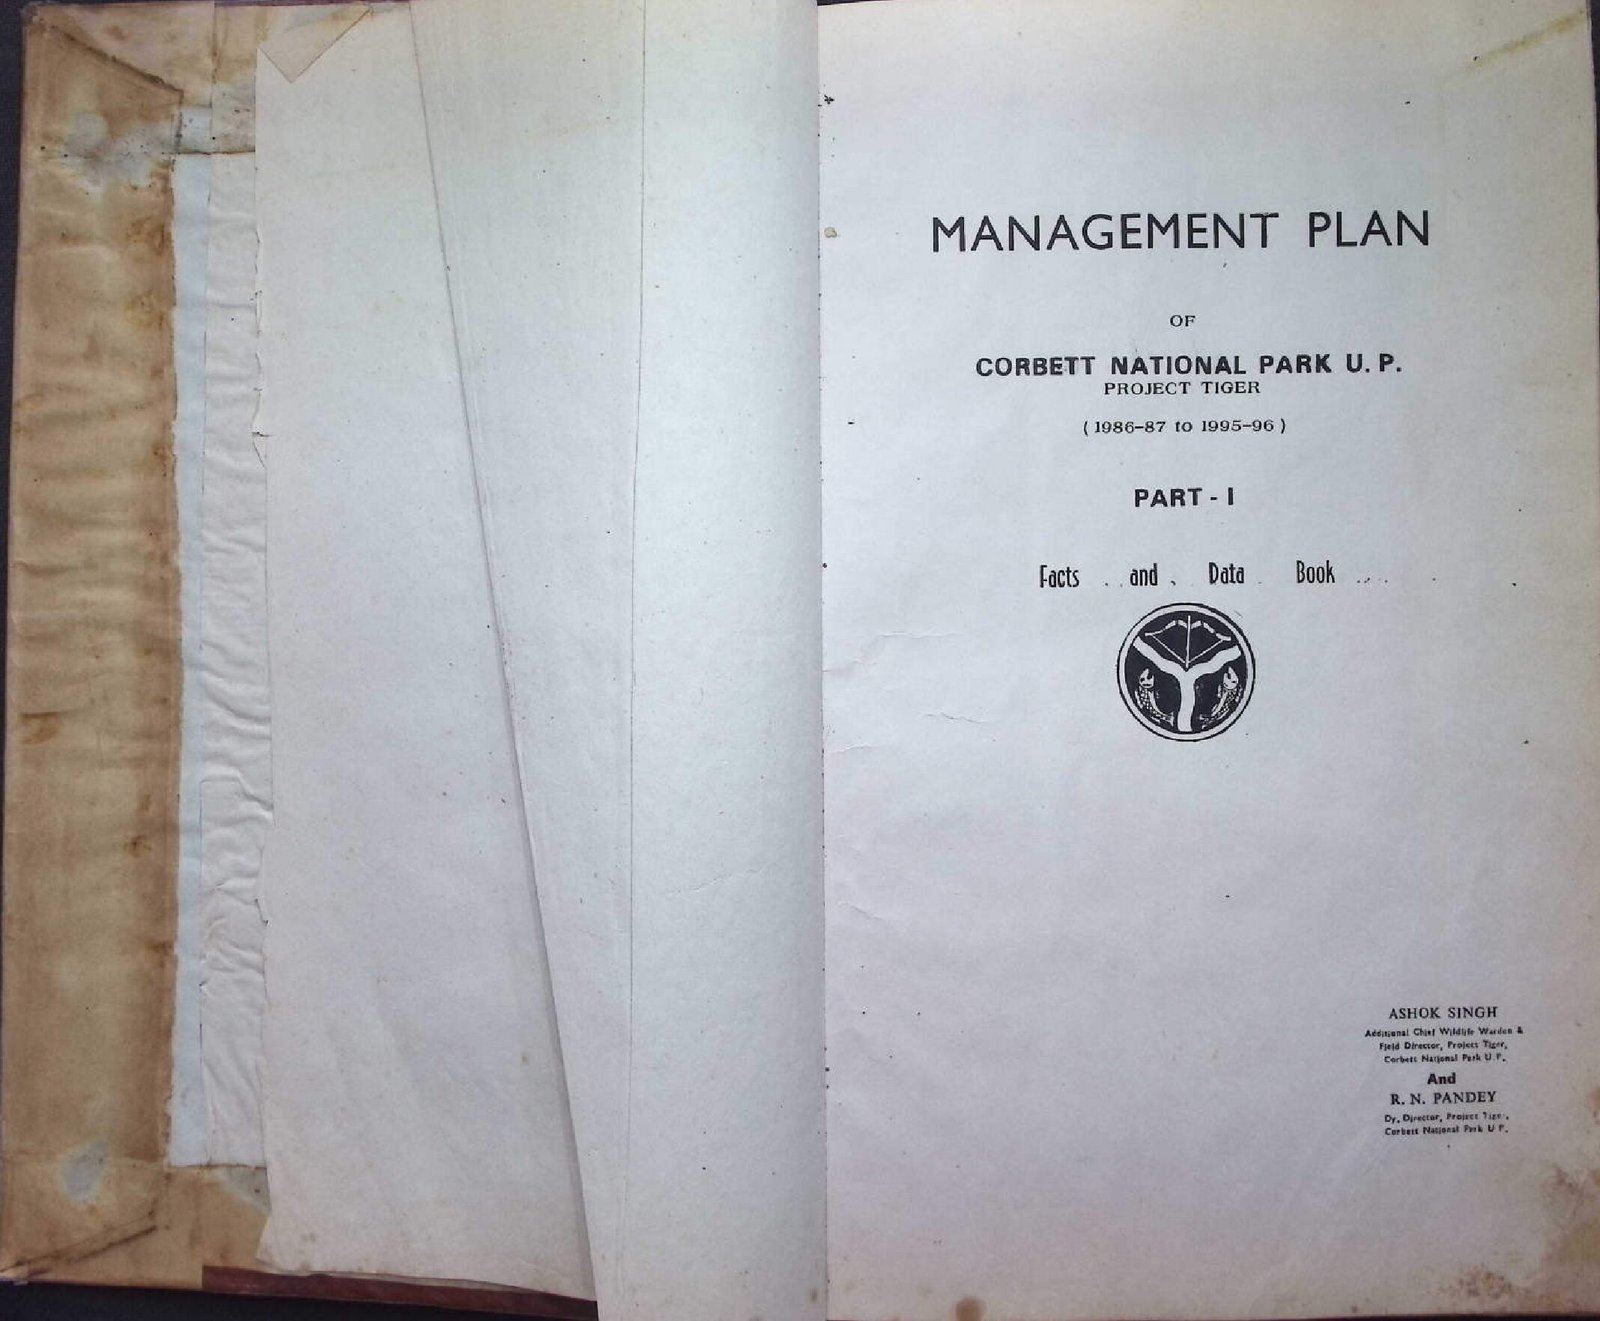 MANAGEMENT PLAN
OF
CORBETT NATIONAL PARK U. P.
PROJECT TIGER
( 1986-87 to 1995-96 )
PART - I
Facts and Data Book
ASHOK SINGH
Additional Chief Wildlife Warden &
Field Director, Project Tiger,
Corbett National Park U.P.
And
R. N. PANDEY
Dy. Director, Project Tiger,
Corbett National Park U P.